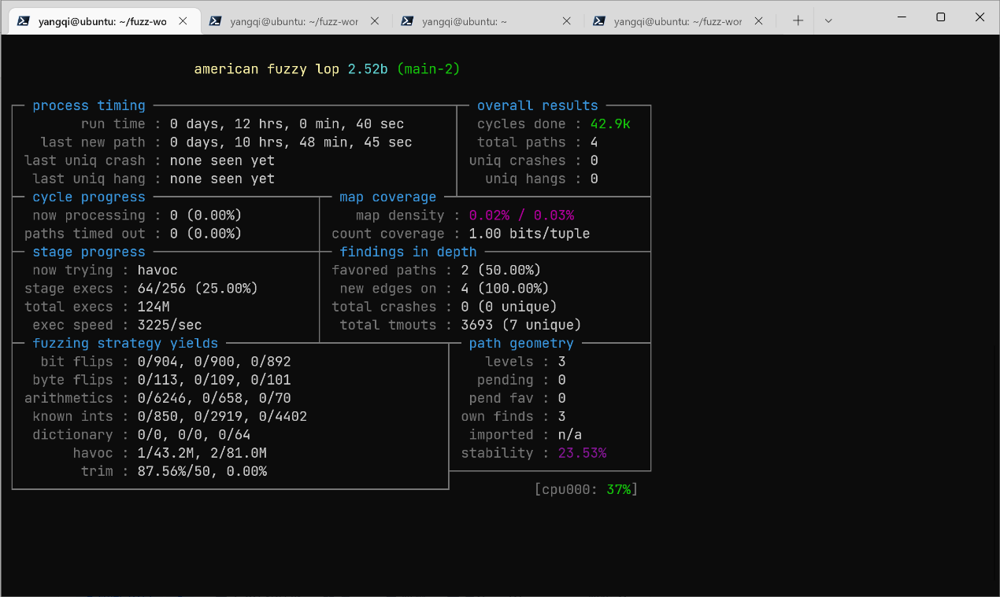 yangqi@ubuntu: ~/fuzz-wo yangqi@ubuntu: ~/fuzz-wor yangqi@ubuntu: ~ yangqi@ubuntu: ~/fuzz-wor
american fuzzy lop 2.52b (main-2)
process timing overall results
run time : 0 days, 12 hrs, 0 min, 40 sec cycles done : 42.9k
last new path : 0 days, 10 hrs, 48 min, 45 sec total paths : 4
last uniq crash : none seen yet uniq crashes : 0
last uniq hang : none seen yet uniq hangs : 0
cycle progress map coverage
now processing : 0 (0.00%) map density : 0.02% / 0.03%
paths timed out : 0 (0.00%) count coverage : 1.00 bits/tuple
stage progress findings in depth
now trying : havoc favored paths : 2 (50.00%)
stage execs : 64/256 (25.00%) new edges on : 4 (100.00%)
total execs : 124M total crashes : 0 (0 unique)
exec speed : 3225/sec total tmouts : 3693 (7 unique)
fuzzing strategy yields path geometry
bit flips : 0/904, 0/900, 0/892 levels : 3
byte flips : 0/113, 0/109, 0/101 pending : 0
arithmetics : 0/6246, 0/658, 0/70 pend fav : 0
known ints : 0/850, 0/2919, 0/4402 own finds : 3
dictionary : 0/0, 0/0, 0/64 imported : n/a
havoc : 1/43.2M, 2/81.0M stability : 23.53%
trim : 87.56%/50, 0.00%
[cpu000: 37%]